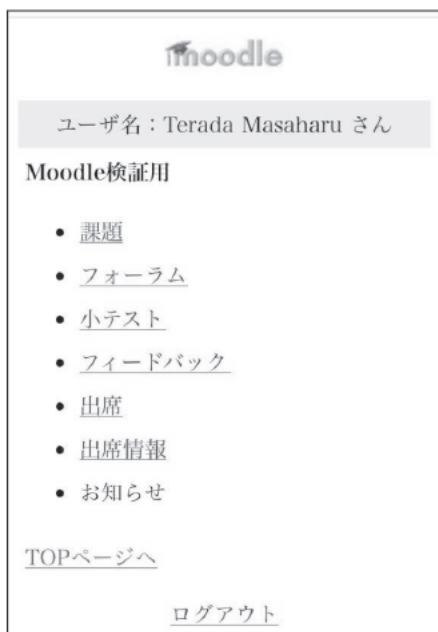 imoodle
ユーザ名：Terada Masaharu さん
Moodle検証用
課題
フォーラム
小テスト
フィードバック
出席
出席情報
お知らせ
TOPページへ
ログアウト